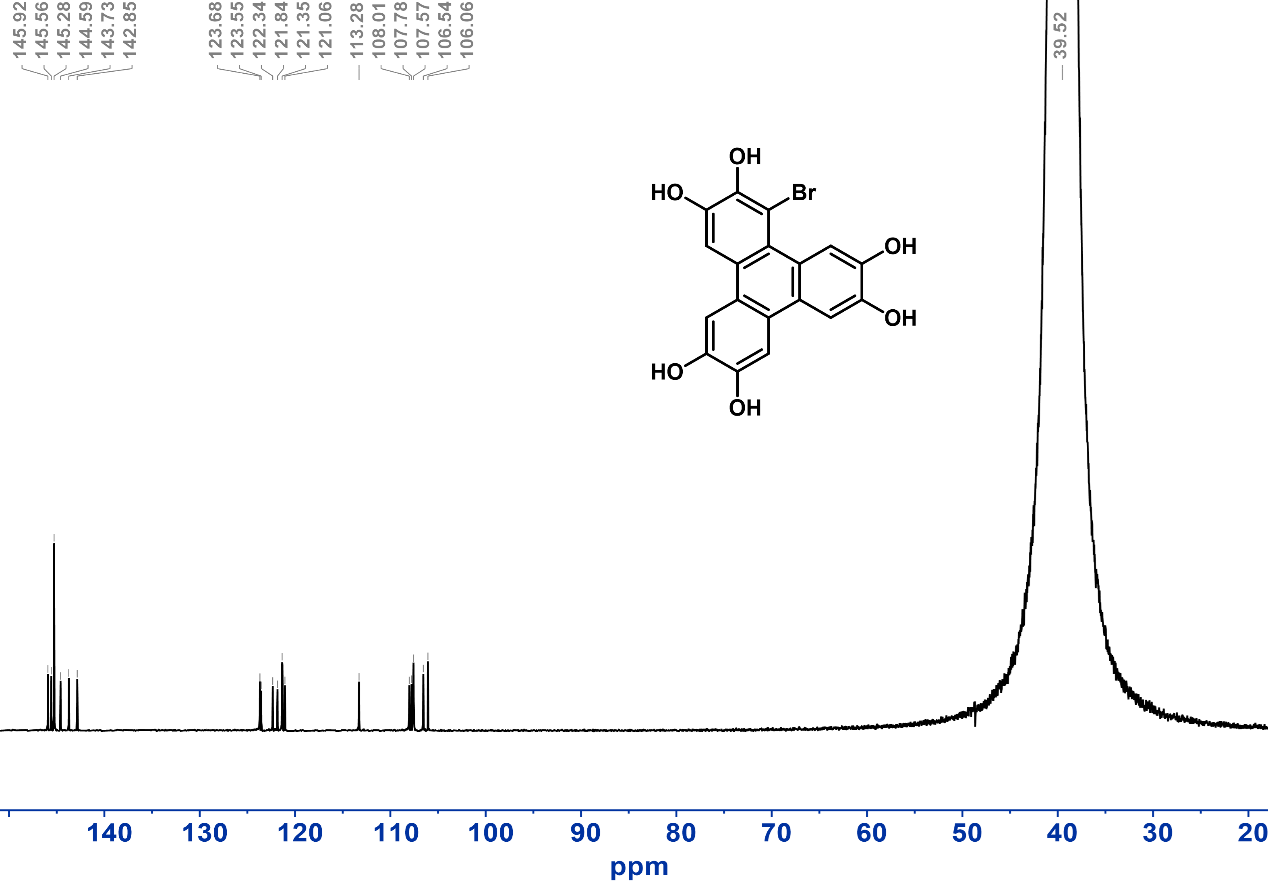 145.92
145.56
145.28
144.59
143.73
142.85
123.68
123.55
122.34
121.84
121.35
121.06
113.28
108.01
107.78
107.57
106.54
106.06
39.52
OH
HO
Br
OH
OH
HO
OH
140 130 120 110 100 90 80 70 60 50 40 30 20
ppm